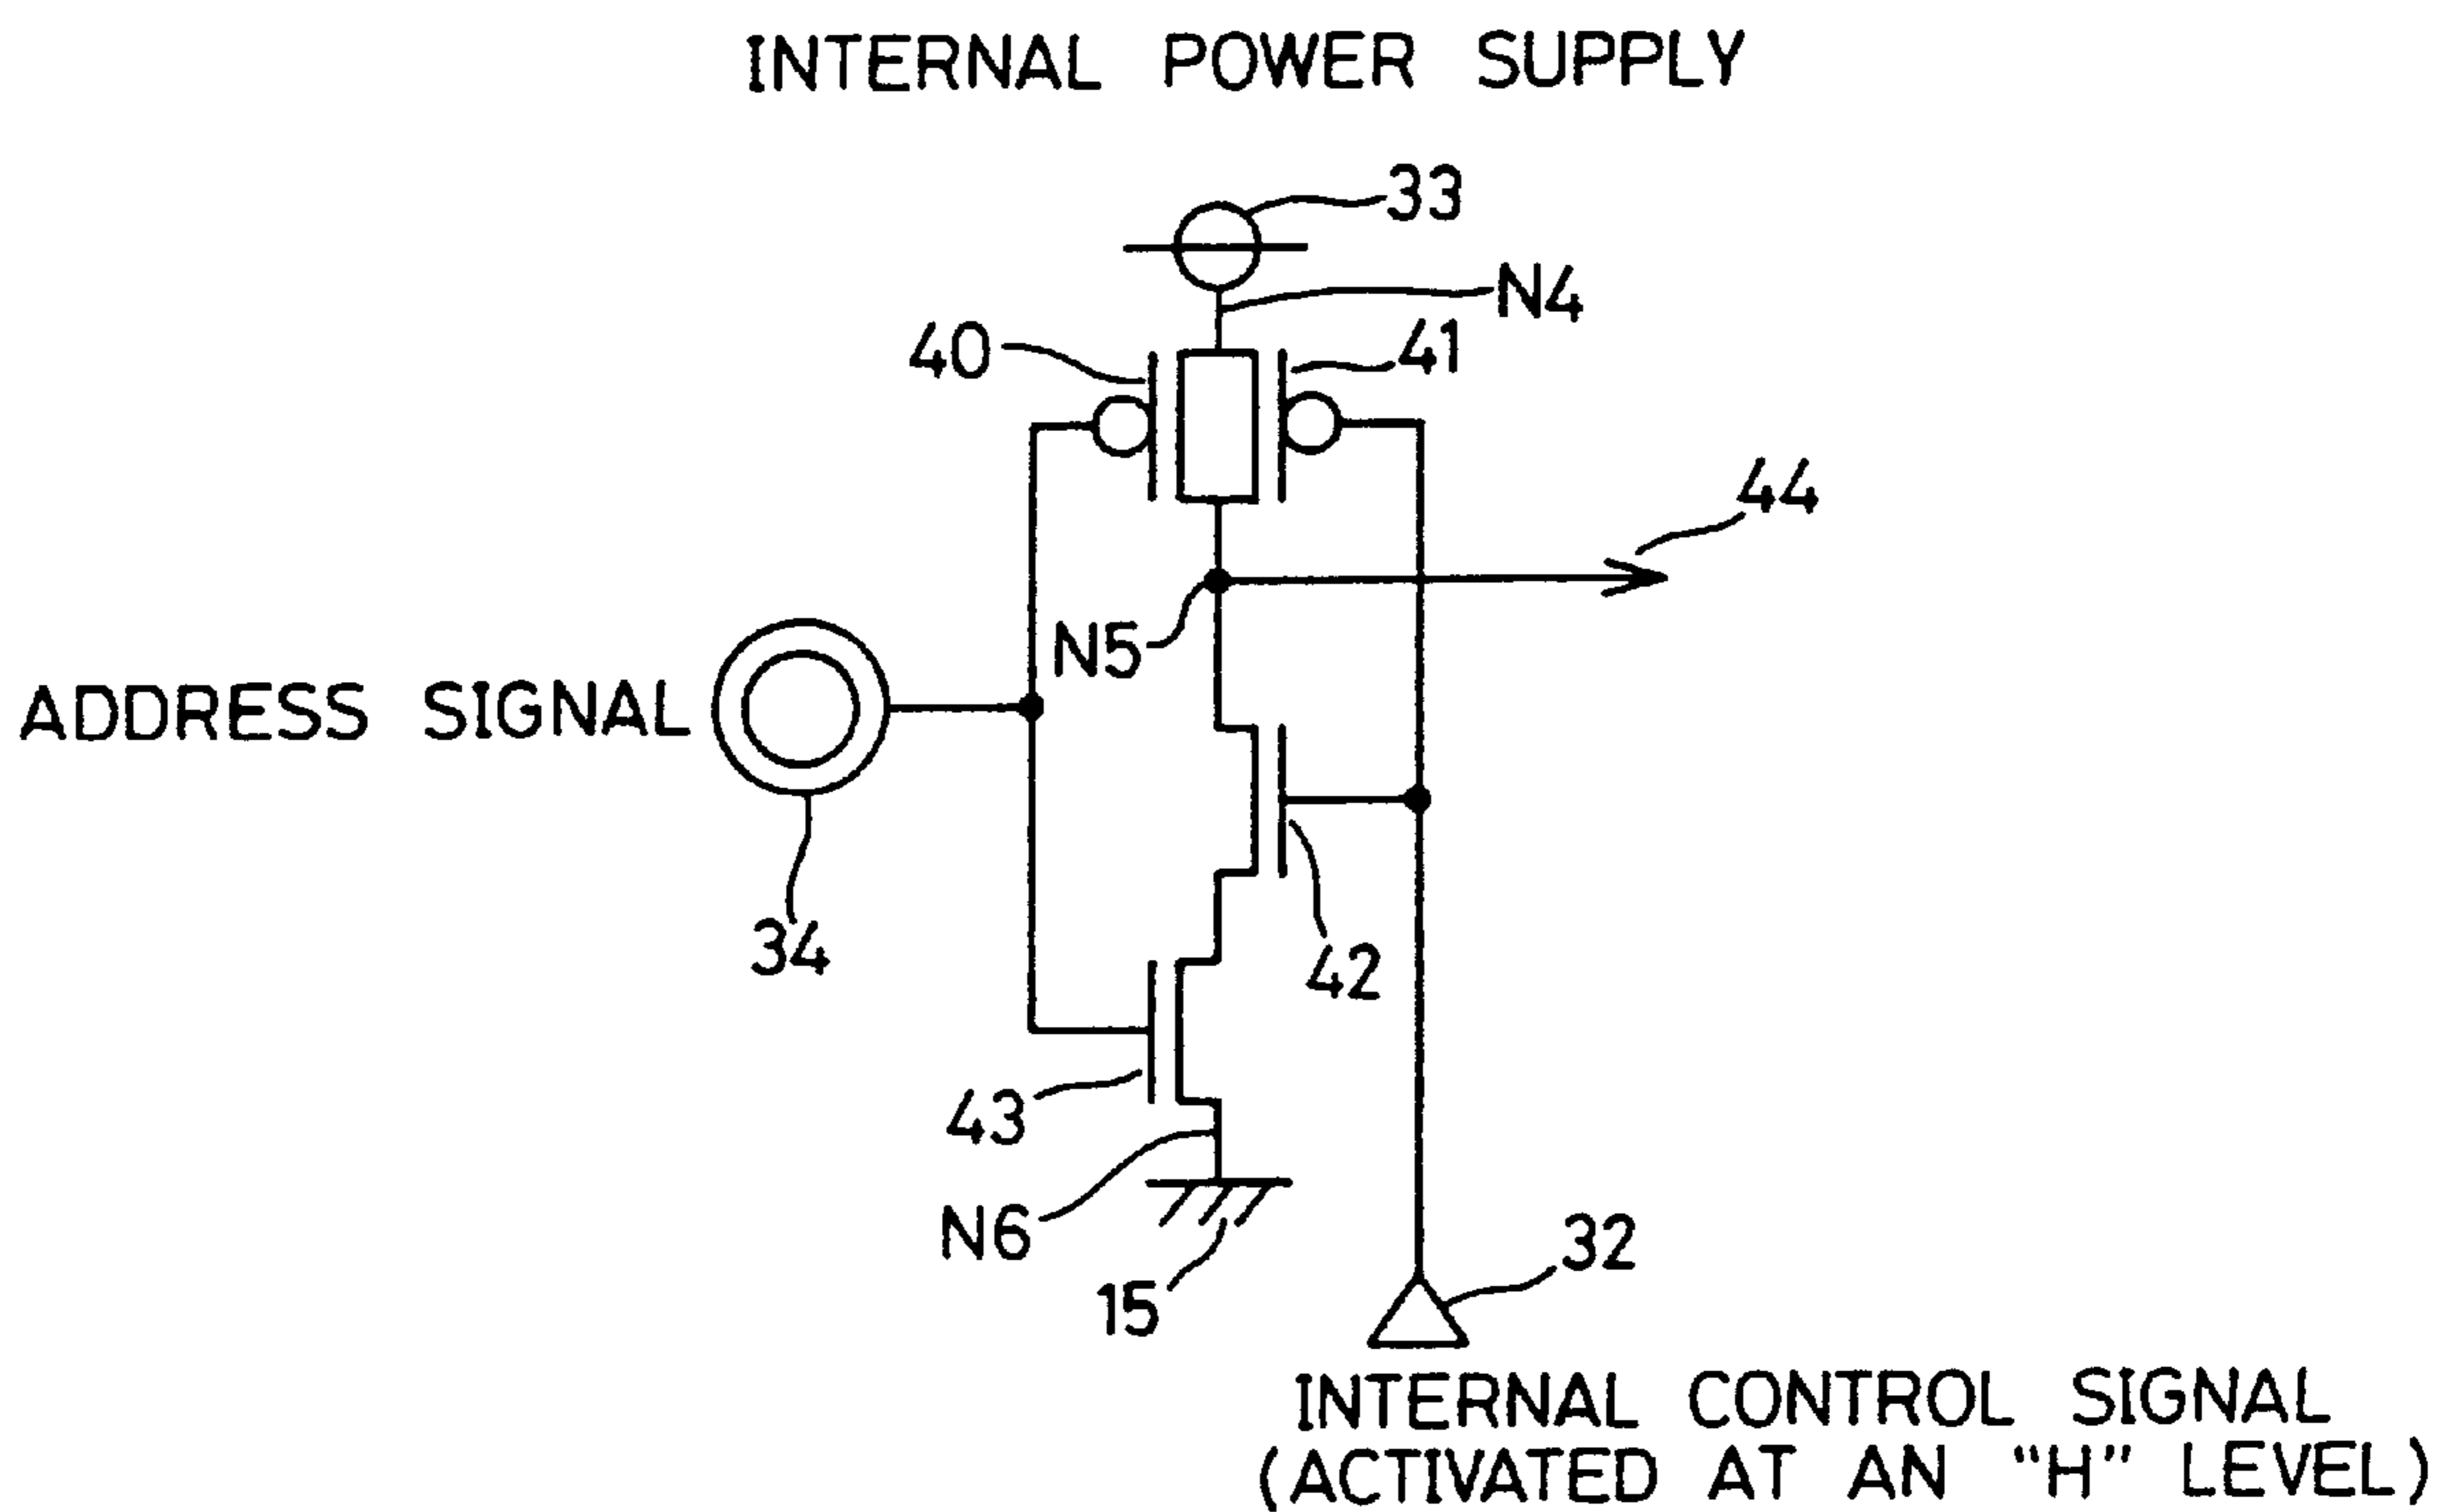 INTERNAL POWER SUPPLY
33
N4
40
41
44
N5
ADDRESS SIGNAL
34
42
43
N6
32
15
INTERNAL CONTROL SIGNAL
(ACTIVATED AT AN "H" LEVEL)